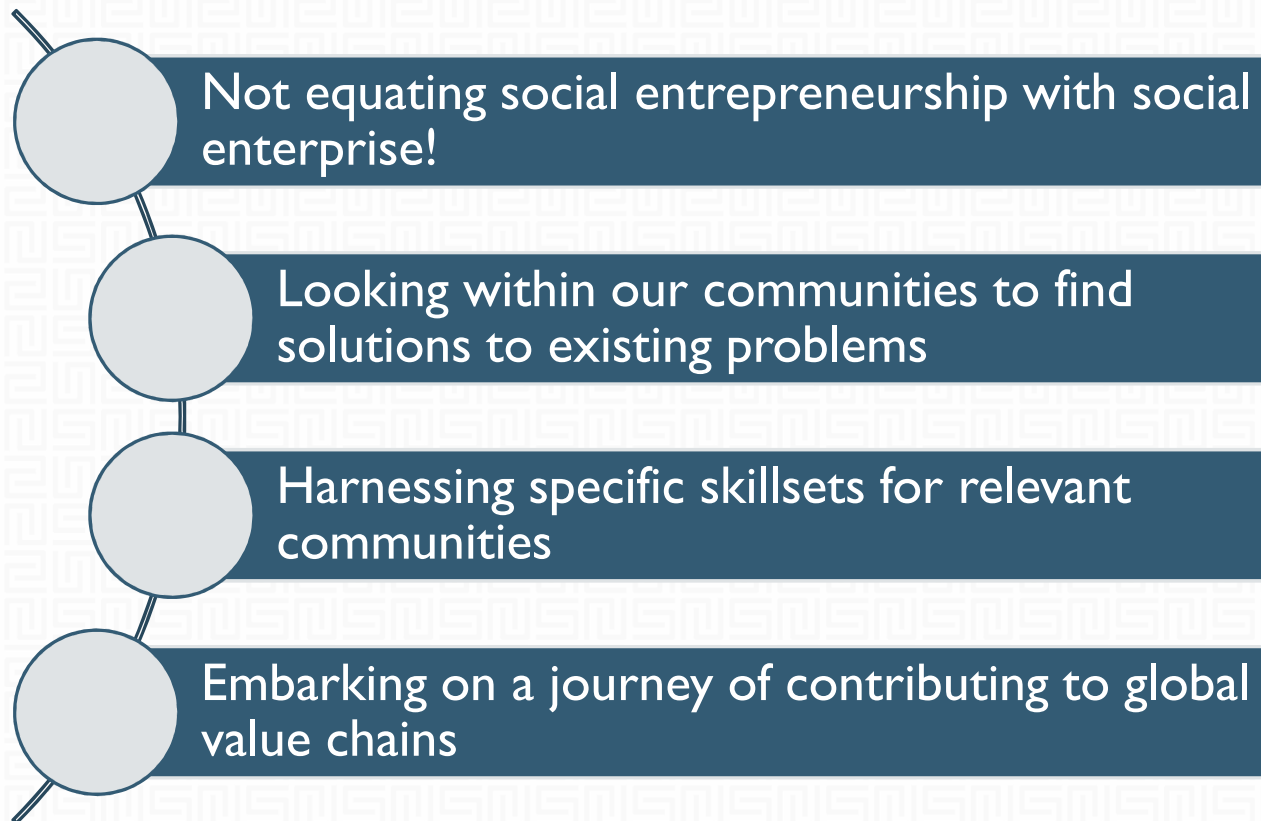 Not equating social entrepreneurship with social
enterprise!
Looking within our communities to find
solutions to existing problems
Harnessing specific skillsets for relevant
communities
Embarking on a journey of contributing to global
value chains